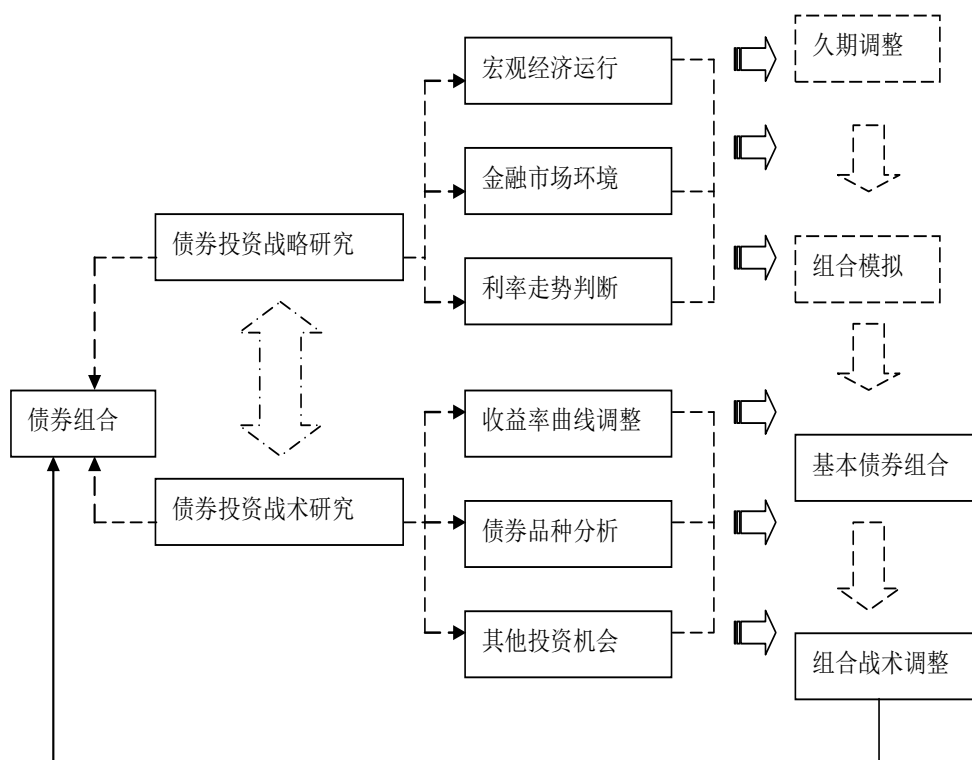 宏观经济运行
久期调整
金融市场环境
债券投资战略研究
组合模拟
利率走势判断
债券组合
收益率曲线调整
基本债券组合
债券投资战术研究
债券品种分析
其他投资机会
组合战术调整